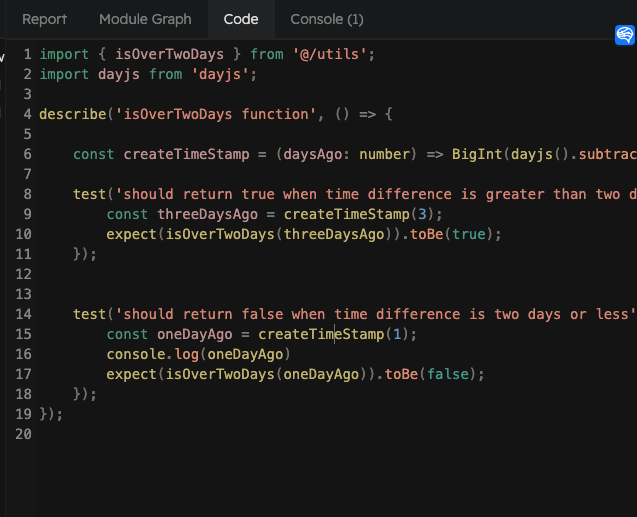 Report Module Graph Code Console (1)
1 import { isOverTwoDays } from '@/utils';
2 import dayjs from 'dayjs';
3
4 describe('isOverTwoDays function', () => {
5
6 const createTimeStamp = (daysAgo: number) => BigInt(dayjs().subtrac
7
8 test('should return true when time difference is greater than two d
9 const threeDaysAgo = createTimeStamp(3);
10 expect(isOverTwoDays(threeDaysAgo)).toBe(true);
11 });
12
13
14 test('should return false when time difference is two days or less'
15 const oneDayAgo = createTimeStamp(1);
16 console.log(oneDayAgo)
17 expect(isOverTwoDays(oneDayAgo)).toBe(false);
18 });
19 });
20